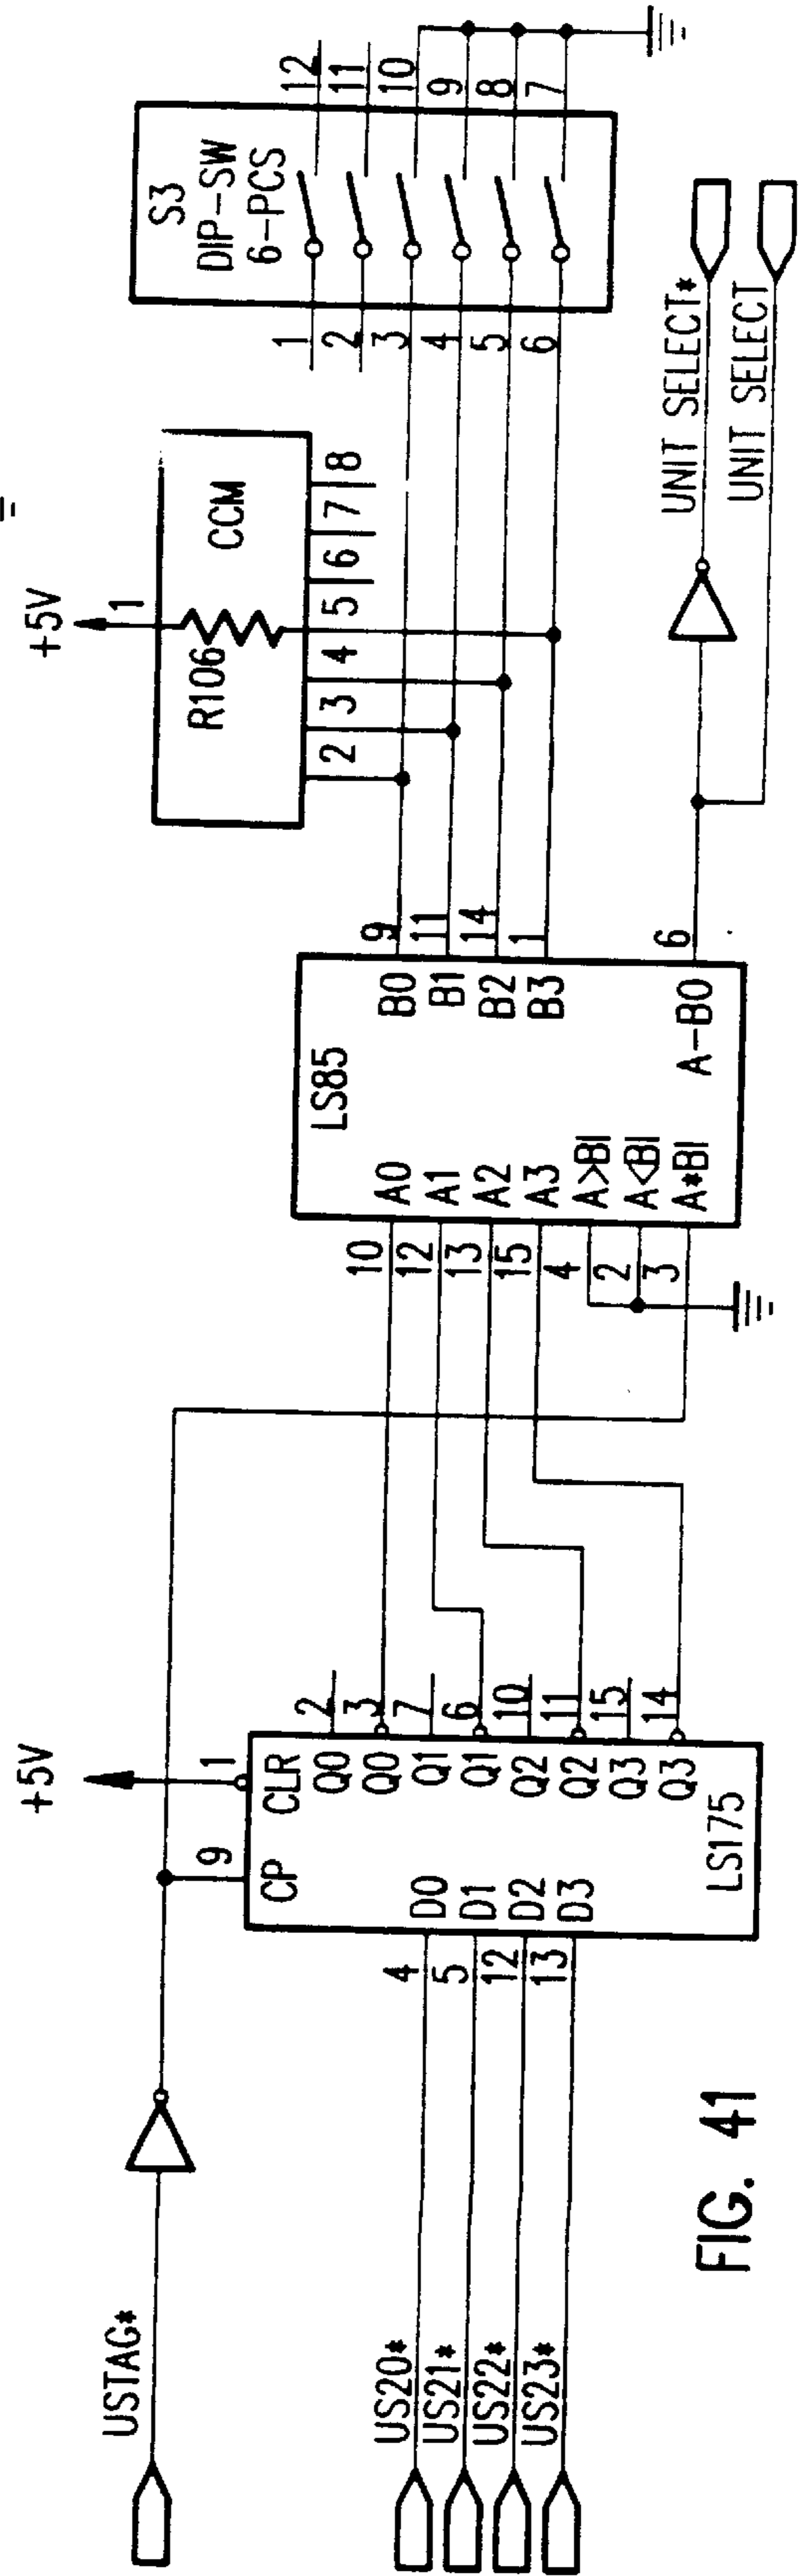 USTAG*
US20*
US21*
US22*
US23*
+5V
9
1
CP
CLR
4
D0
5
D1
12
D2
13
D3
Q0
2
Q0
3
Q1
7
Q1
6
Q2
10
Q2
11
Q3
15
Q3
14
LS175
LS85
10
A0
12
A1
13
A2
15
A3
4
A>BI
2
A<BI
3
A*BI
B0
9
B1
11
B2
14
B3
1
A-B0
6
+5V
1
R106
CCM
2
3
4
5
6
7
8
S3
DIP-SW
6-PCS
1
12
2
11
3
10
4
9
5
8
6
7
UNIT SELECT*
UNIT SELECT
FIG. 41